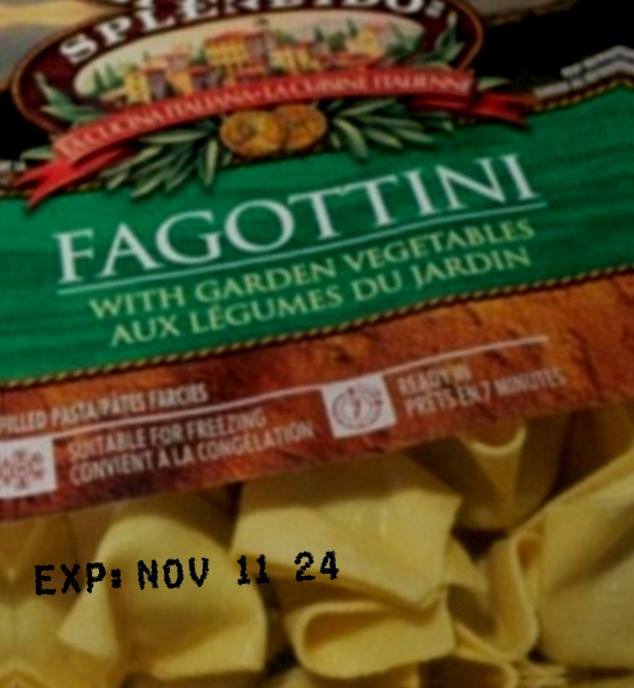 SPLENDIDO
LA CUCINA ITALIANA • LA CUISINE ITALIENNE
FAGOTTINI
WITH GARDEN VEGETABLES
AUX LÉGUMES DU JARDIN
FILLED PASTA/PÂTES FARCIES
SUITABLE FOR FREEZING
CONVIENT À LA CONGÉLATION
READY IN
PRÊTS EN 7 MINUTES
EXP: NOV 11 24